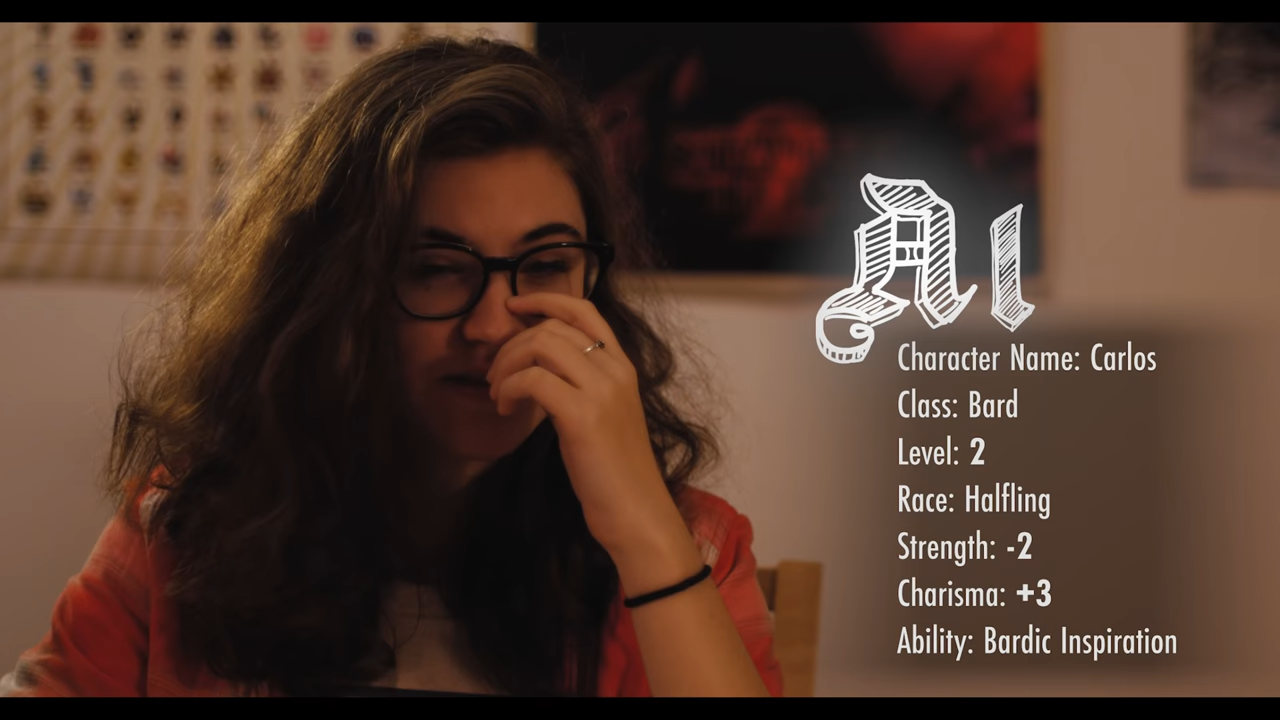 Al
Character Name: Carlos
Class: Bard
Level: 2
Race: Halfling
Strength: -2
Charisma: +3
Ability: Bardic Inspiration